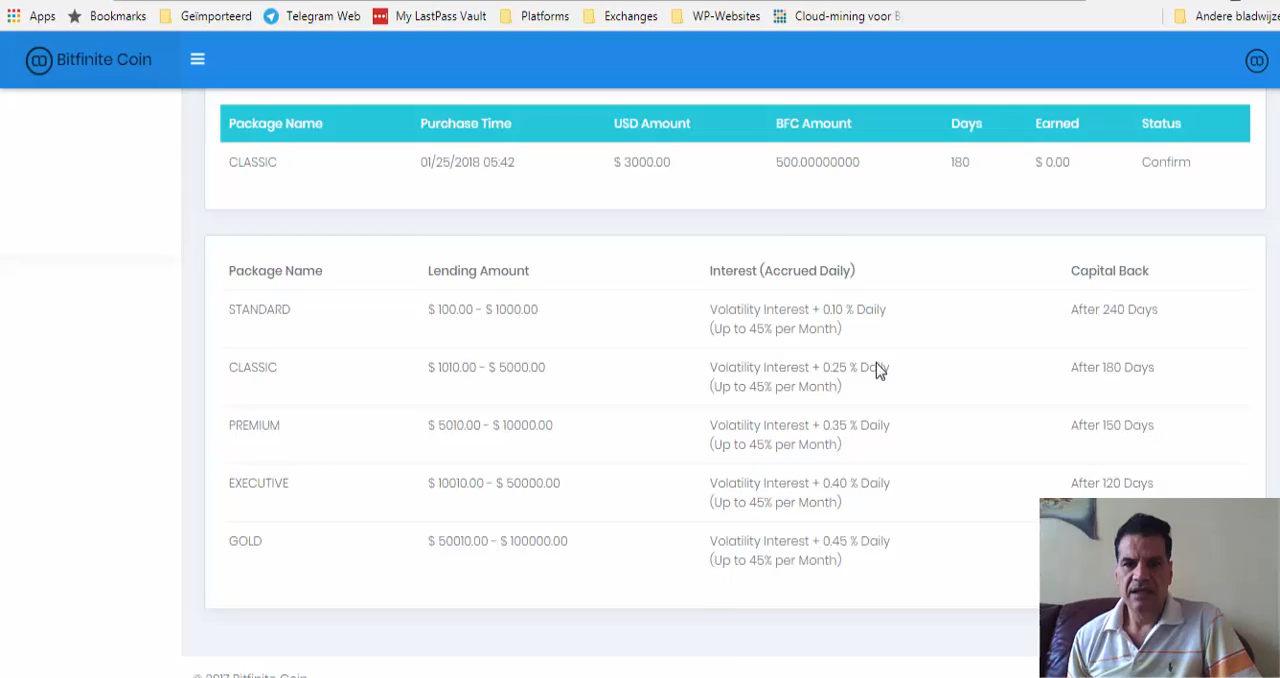 Apps Bookmarks Geïmporteerd Telegram Web My LastPass Vault Platforms Exchanges WP-Websites Cloud-mining voor B Andere bladwijze
Bitfinite Coin
Package Name Purchase Time USD Amount BFC Amount Days Earned Status
CLASSIC 01/25/2018 05:42 $ 3000.00 500.00000000 180 $ 0.00 Confirm
Package Name Lending Amount Interest (Accrued Daily) Capital Back
STANDARD $ 100.00 - $ 1000.00 Volatility Interest + 0.10 % Daily After 240 Days
(Up to 45% per Month)
CLASSIC $ 1010.00 - $ 5000.00 Volatility Interest + 0.25 % Daily After 180 Days
(Up to 45% per Month)
PREMIUM $ 5010.00 - $ 10000.00 Volatility Interest + 0.35 % Daily After 150 Days
(Up to 45% per Month)
EXECUTIVE $ 10010.00 - $ 50000.00 Volatility Interest + 0.40 % Daily After 120 Days
(Up to 45% per Month)
GOLD $ 50010.00 - $ 100000.00 Volatility Interest + 0.45 % Daily
(Up to 45% per Month)
© 2017 Bitfinite Coin